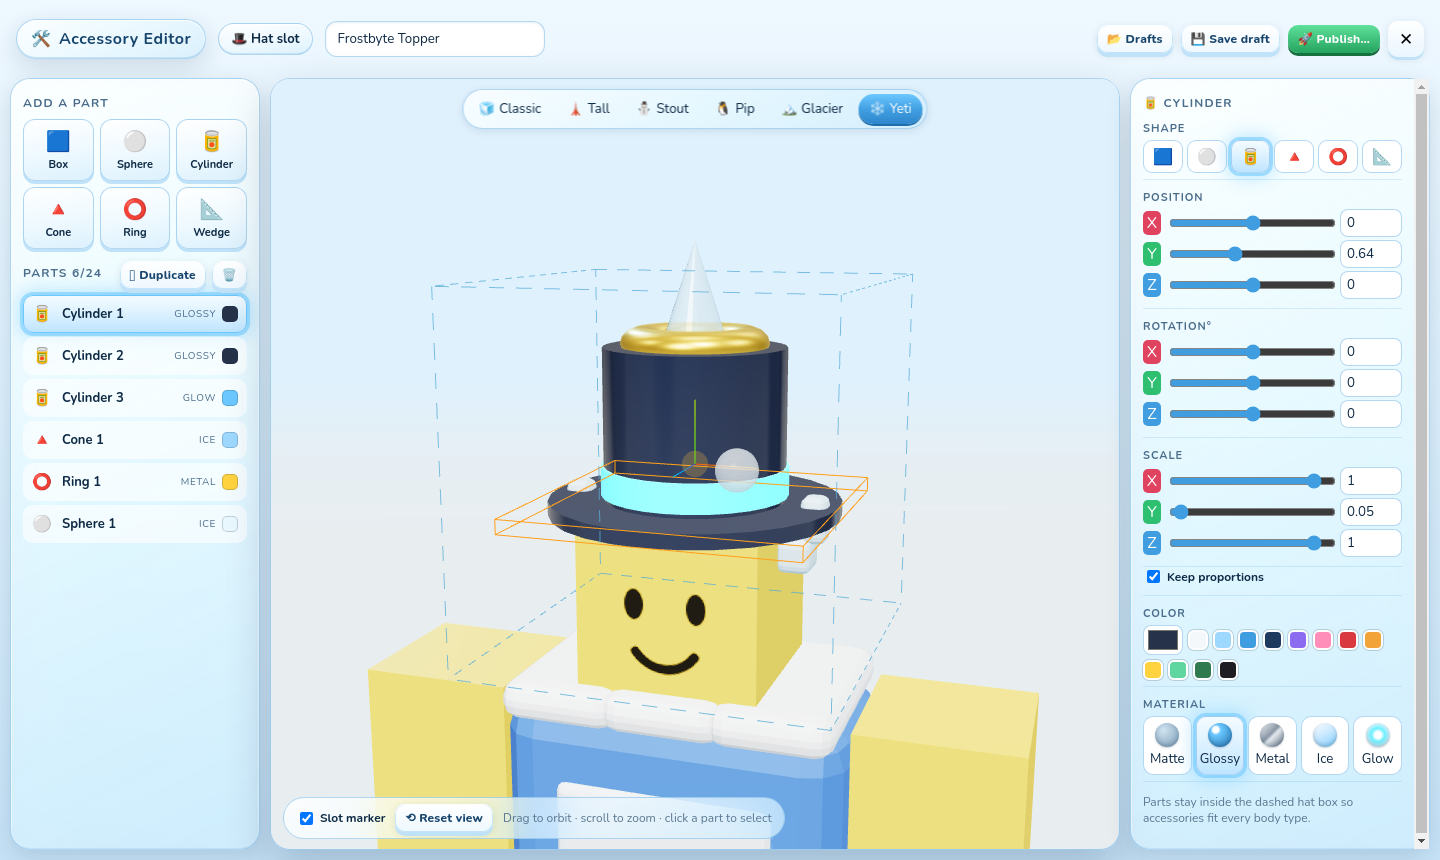 Accessory Editor
Hat slot
Frostbyte Topper
Drafts
Save draft
Publish...
ADD A PART
Box
Sphere
Cylinder
Cone
Ring
Wedge
PARTS 6/24
Duplicate
Cylinder 1
GLOSSY
Cylinder 2
GLOSSY
Cylinder 3
GLOW
Cone 1
ICE
Ring 1
METAL
Sphere 1
ICE
Classic
Tall
Stout
Pip
Glacier
Yeti
Slot marker
Reset view
Drag to orbit · scroll to zoom · click a part to select
CYLINDER
SHAPE
POSITION
X
0
Y
0.64
Z
0
ROTATION°
X
0
Y
0
Z
0
SCALE
X
1
Y
0.05
Z
1
Keep proportions
COLOR
MATERIAL
Matte
Glossy
Metal
Ice
Glow
Parts stay inside the dashed hat box so
accessories fit every body type.